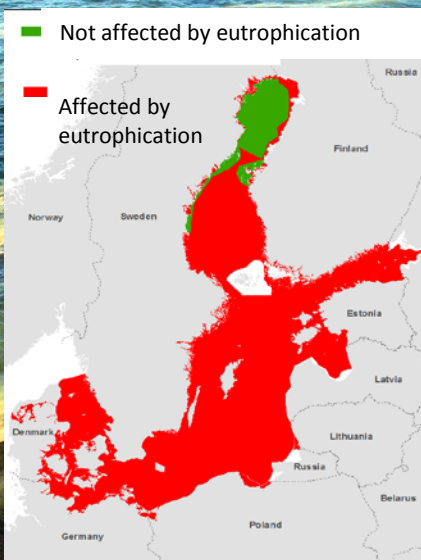 Not affected by eutrophication
Affected by
eutrophication
Russia
Finland
Norway
Sweden
Estonia
Latvia
Denmark
Lithuania
Russia
Belarus
Germany
Poland